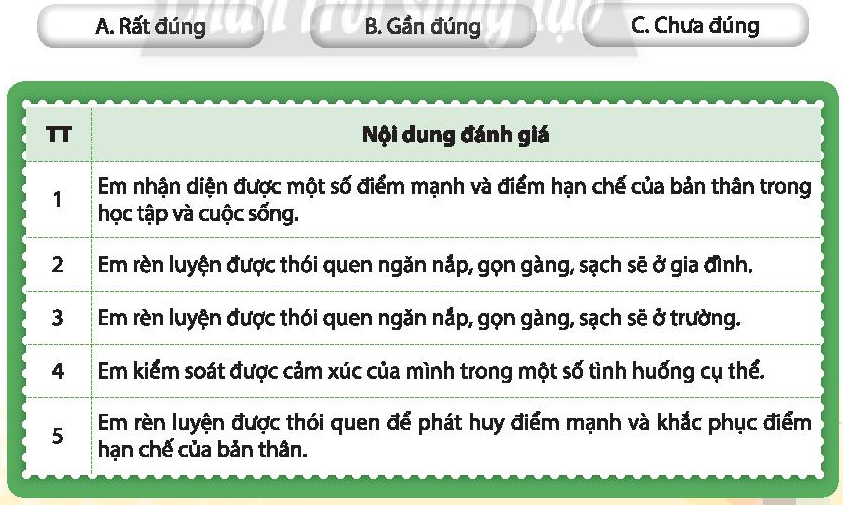 Chân trời sáng tạo
A. Rất đúng B. Gần đúng C. Chưa đúng
TT Nội dung đánh giá
1 Em nhận diện được một số điểm mạnh và điểm hạn chế của bản thân trong
học tập và cuộc sống.
2 Em rèn luyện được thói quen ngăn nắp, gọn gàng, sạch sẽ ở gia đình.
3 Em rèn luyện được thói quen ngăn nắp, gọn gàng, sạch sẽ ở trường.
4 Em kiểm soát được cảm xúc của mình trong một số tình huống cụ thể.
5 Em rèn luyện được thói quen để phát huy điểm mạnh và khắc phục điểm
hạn chế của bản thân.